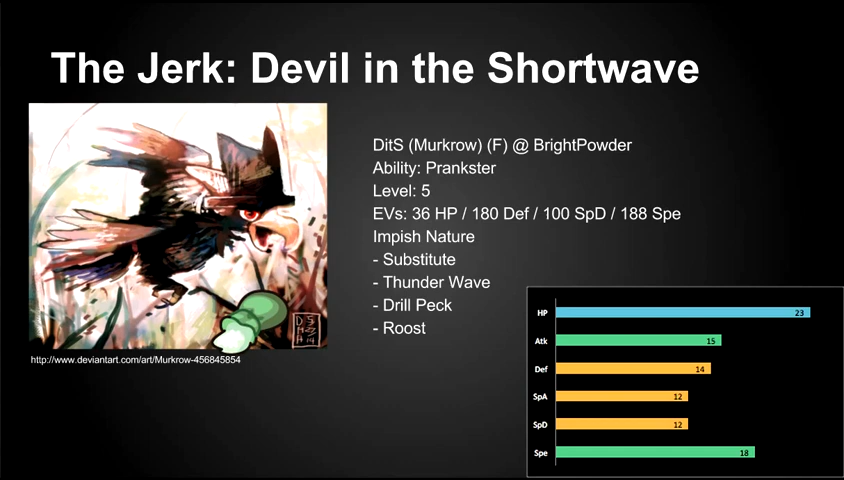 The Jerk: Devil in the Shortwave
DitS (Murkrow) (F) @ BrightPowder
Ability: Prankster
Level: 5
EVs: 36 HP / 180 Def / 100 SpD / 188 Spe
Impish Nature
- Substitute
- Thunder Wave
- Drill Peck
- Roost
http://www.deviantart.com/art/Murkrow-456845854
HP 23
Atk 15
Def 14
SpA 12
SpD 12
Spe 18